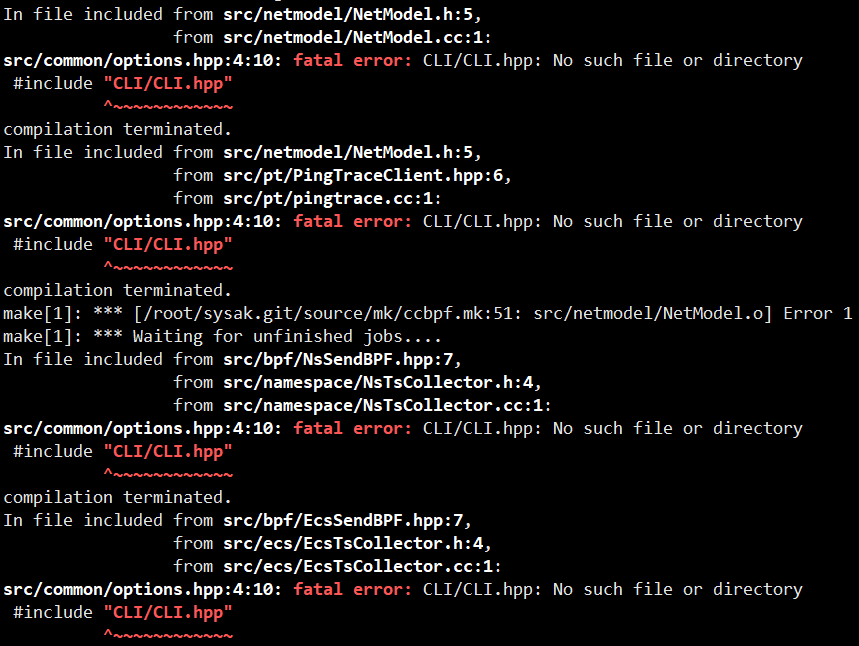 In file included from src/netmodel/NetModel.h:5,
                 from src/netmodel/NetModel.cc:1:
src/common/options.hpp:4:10: fatal error: CLI/CLI.hpp: No such file or directory
 #include "CLI/CLI.hpp"
          ^~~~~~~~~~~~~
compilation terminated.
In file included from src/netmodel/NetModel.h:5,
                 from src/pt/PingTraceClient.hpp:6,
                 from src/pt/pingtrace.cc:1:
src/common/options.hpp:4:10: fatal error: CLI/CLI.hpp: No such file or directory
 #include "CLI/CLI.hpp"
          ^~~~~~~~~~~~~
compilation terminated.
make[1]: *** [/root/sysak.git/source/mk/ccbpf.mk:51: src/netmodel/NetModel.o] Error 1
make[1]: *** Waiting for unfinished jobs....
In file included from src/bpf/NsSendBPF.hpp:7,
                 from src/namespace/NsTsCollector.h:4,
                 from src/namespace/NsTsCollector.cc:1:
src/common/options.hpp:4:10: fatal error: CLI/CLI.hpp: No such file or directory
 #include "CLI/CLI.hpp"
          ^~~~~~~~~~~~~
compilation terminated.
In file included from src/bpf/EcsSendBPF.hpp:7,
                 from src/ecs/EcsTsCollector.h:4,
                 from src/ecs/EcsTsCollector.cc:1:
src/common/options.hpp:4:10: fatal error: CLI/CLI.hpp: No such file or directory
 #include "CLI/CLI.hpp"
          ^~~~~~~~~~~~~